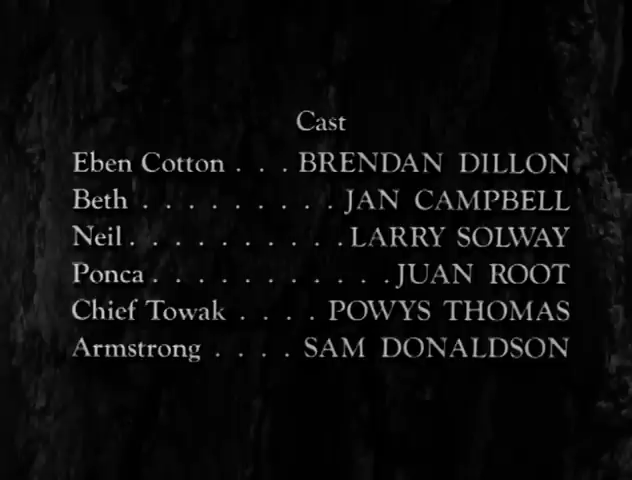 Cast
Eben Cotton . . . BRENDAN DILLON
Beth . . . . . . . . . JAN CAMPBELL
Neil . . . . . . . . . . LARRY SOLWAY
Ponca . . . . . . . . . . . JUAN ROOT
Chief Towak . . . . POWYS THOMAS
Armstrong . . . . SAM DONALDSON